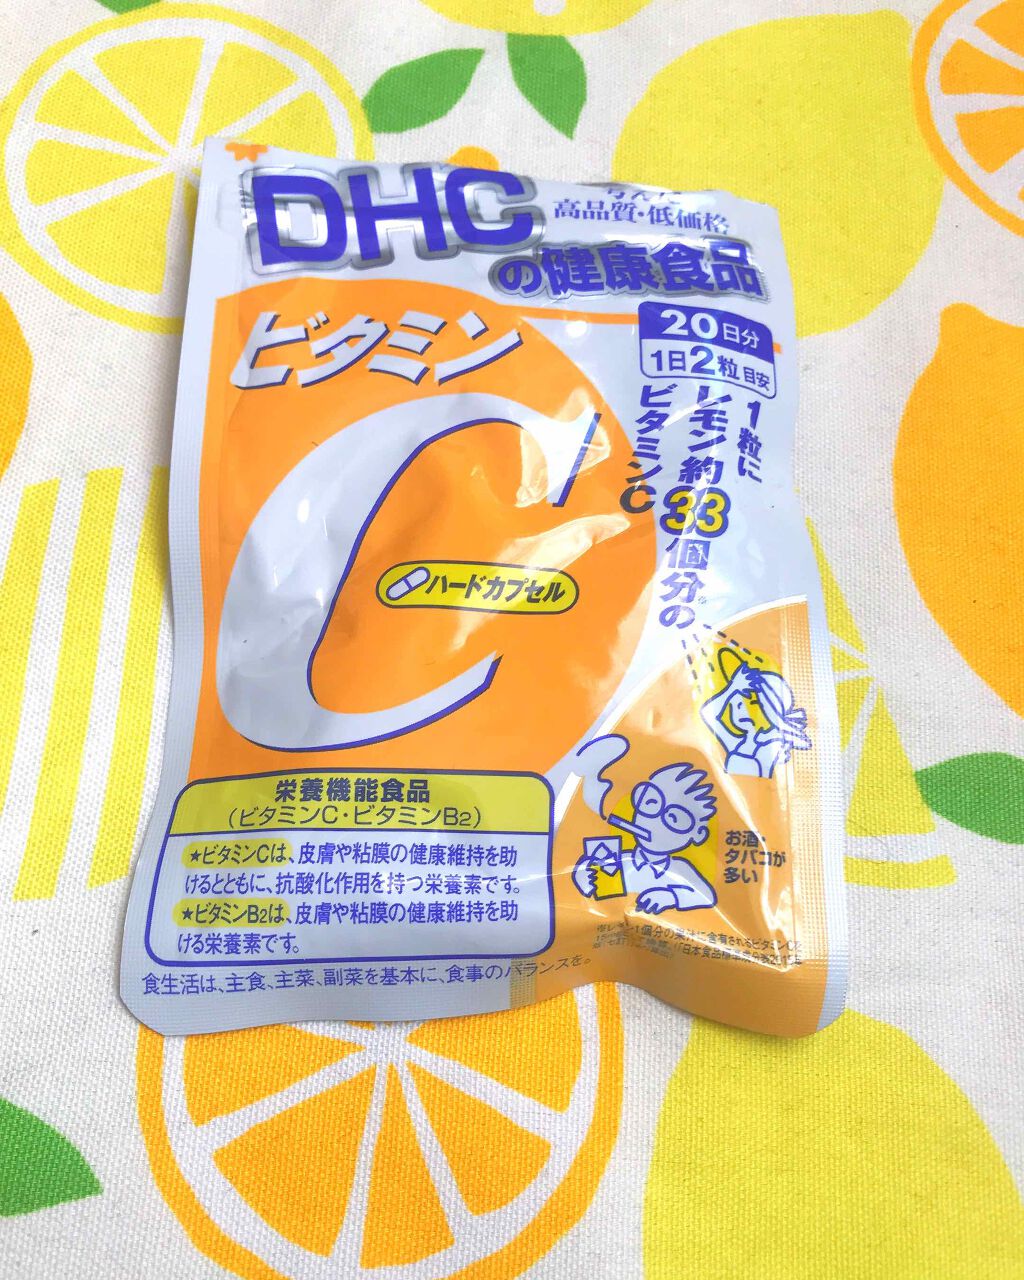 DHC
高品質・低価格
の健康食品
ビタミン
C
20日分
1日2粒目安
1粒に
レモン約33個分の
ビタミンC
ハードカプセル
お酒・
タバコが
多い
栄養機能食品
(ビタミンC・ビタミンB2)
★ビタミンCは、皮膚や粘膜の健康維持を助
けるとともに、抗酸化作用を持つ栄養素です。
★ビタミンB2は、皮膚や粘膜の健康維持を助
ける栄養素です。
食生活は、主食、主菜、副菜を基本に、食事のバランスを。